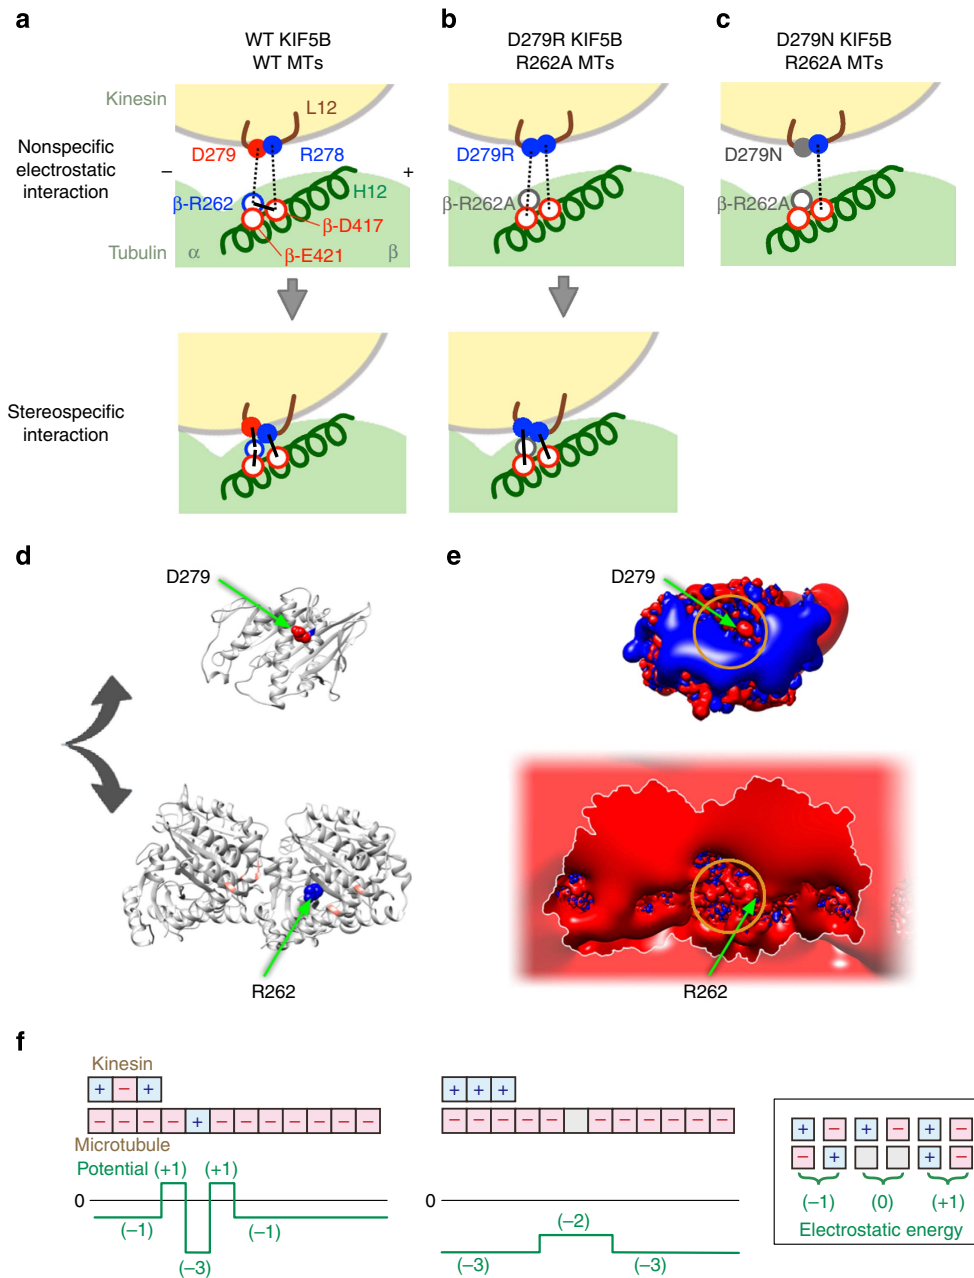 a
WT KIF5B
WT MTs
b
D279R KIF5B
R262A MTs
c
D279N KIF5B
R262A MTs
Kinesin
L12
Nonspecific
electrostatic
interaction
D279
R278
D279R
D279N
−
+
H12
β-R262
β-R262A
β-R262A
β-D417
Tubulin
α
β-E421
β
Stereospecific
interaction
d
D279
R262
e
D279
R262
f
Kinesin
+ − +
− − − − + − − − − − − −
Microtubule
Potential
(+1) (+1)
0
(−1)
(−1)
(−3)
+ + +
− − − − − − − − − − −
0
(−2)
(−3)
(−3)
+ − + − + −
− + + −
(−1) (0) (+1)
Electrostatic energy